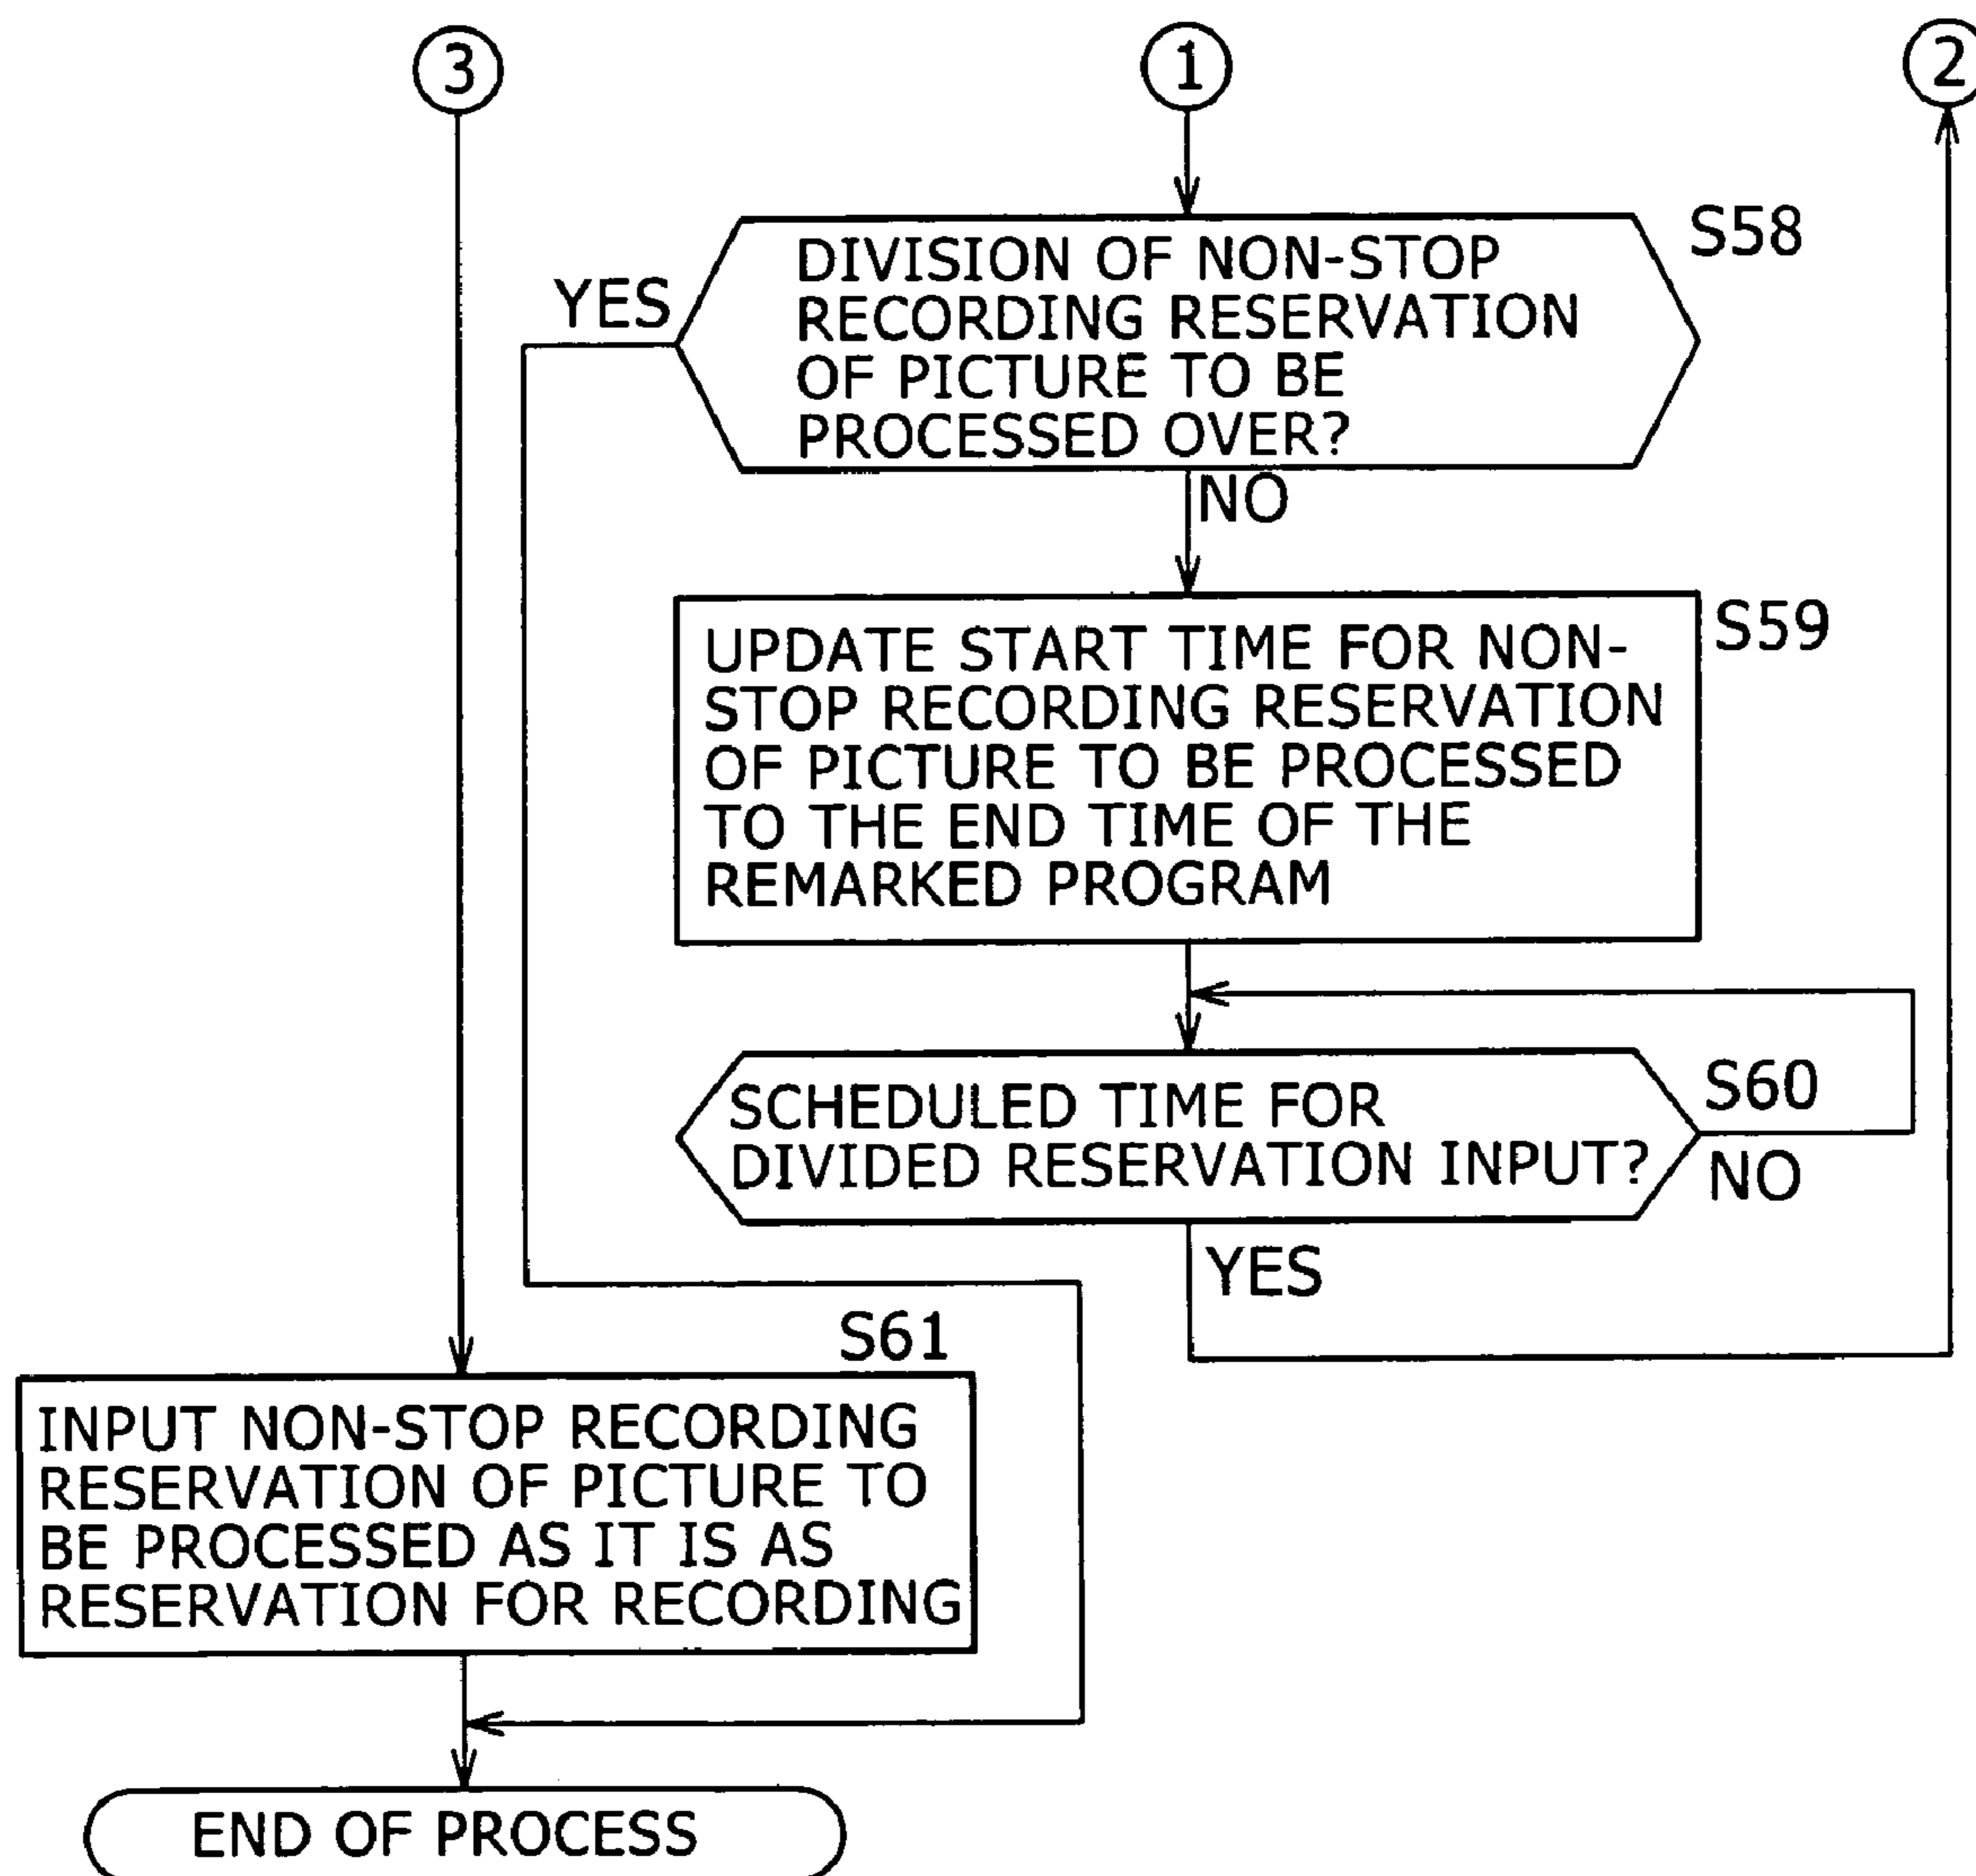 3
1
2
S58
DIVISION OF NON-STOP
RECORDING RESERVATION
OF PICTURE TO BE
PROCESSED OVER?
YES
NO
S59
UPDATE START TIME FOR NON-
STOP RECORDING RESERVATION
OF PICTURE TO BE PROCESSED
TO THE END TIME OF THE
REMARKED PROGRAM
S60
SCHEDULED TIME FOR
DIVIDED RESERVATION INPUT?
NO
YES
S61
INPUT NON-STOP RECORDING
RESERVATION OF PICTURE TO
BE PROCESSED AS IT IS AS
RESERVATION FOR RECORDING
END OF PROCESS